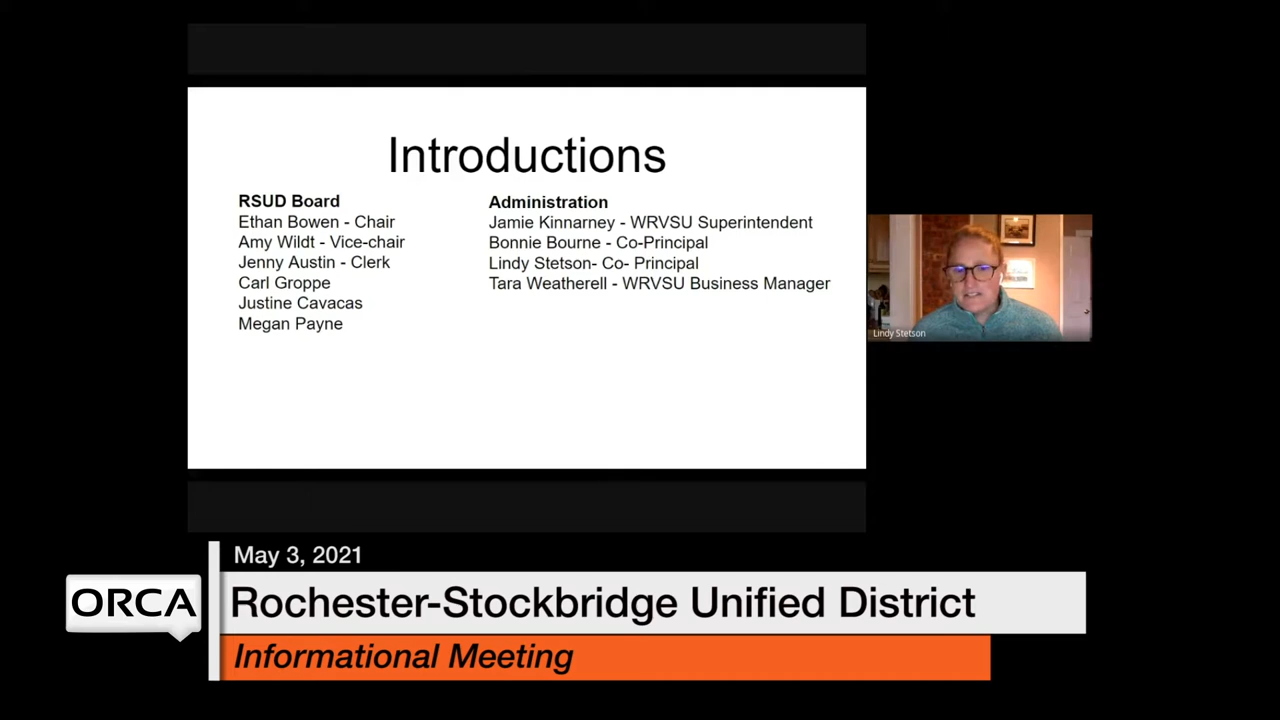 Introductions
RSUD Board
Ethan Bowen - Chair
Amy Wildt - Vice-chair
Jenny Austin - Clerk
Carl Groppe
Justine Cavacas
Megan Payne
Administration
Jamie Kinnarney - WRVSU Superintendent
Bonnie Bourne - Co-Principal
Lindy Stetson- Co- Principal
Tara Weatherell - WRVSU Business Manager
Lindy Stetson
May 3, 2021
ORCA
Rochester-Stockbridge Unified District
Informational Meeting